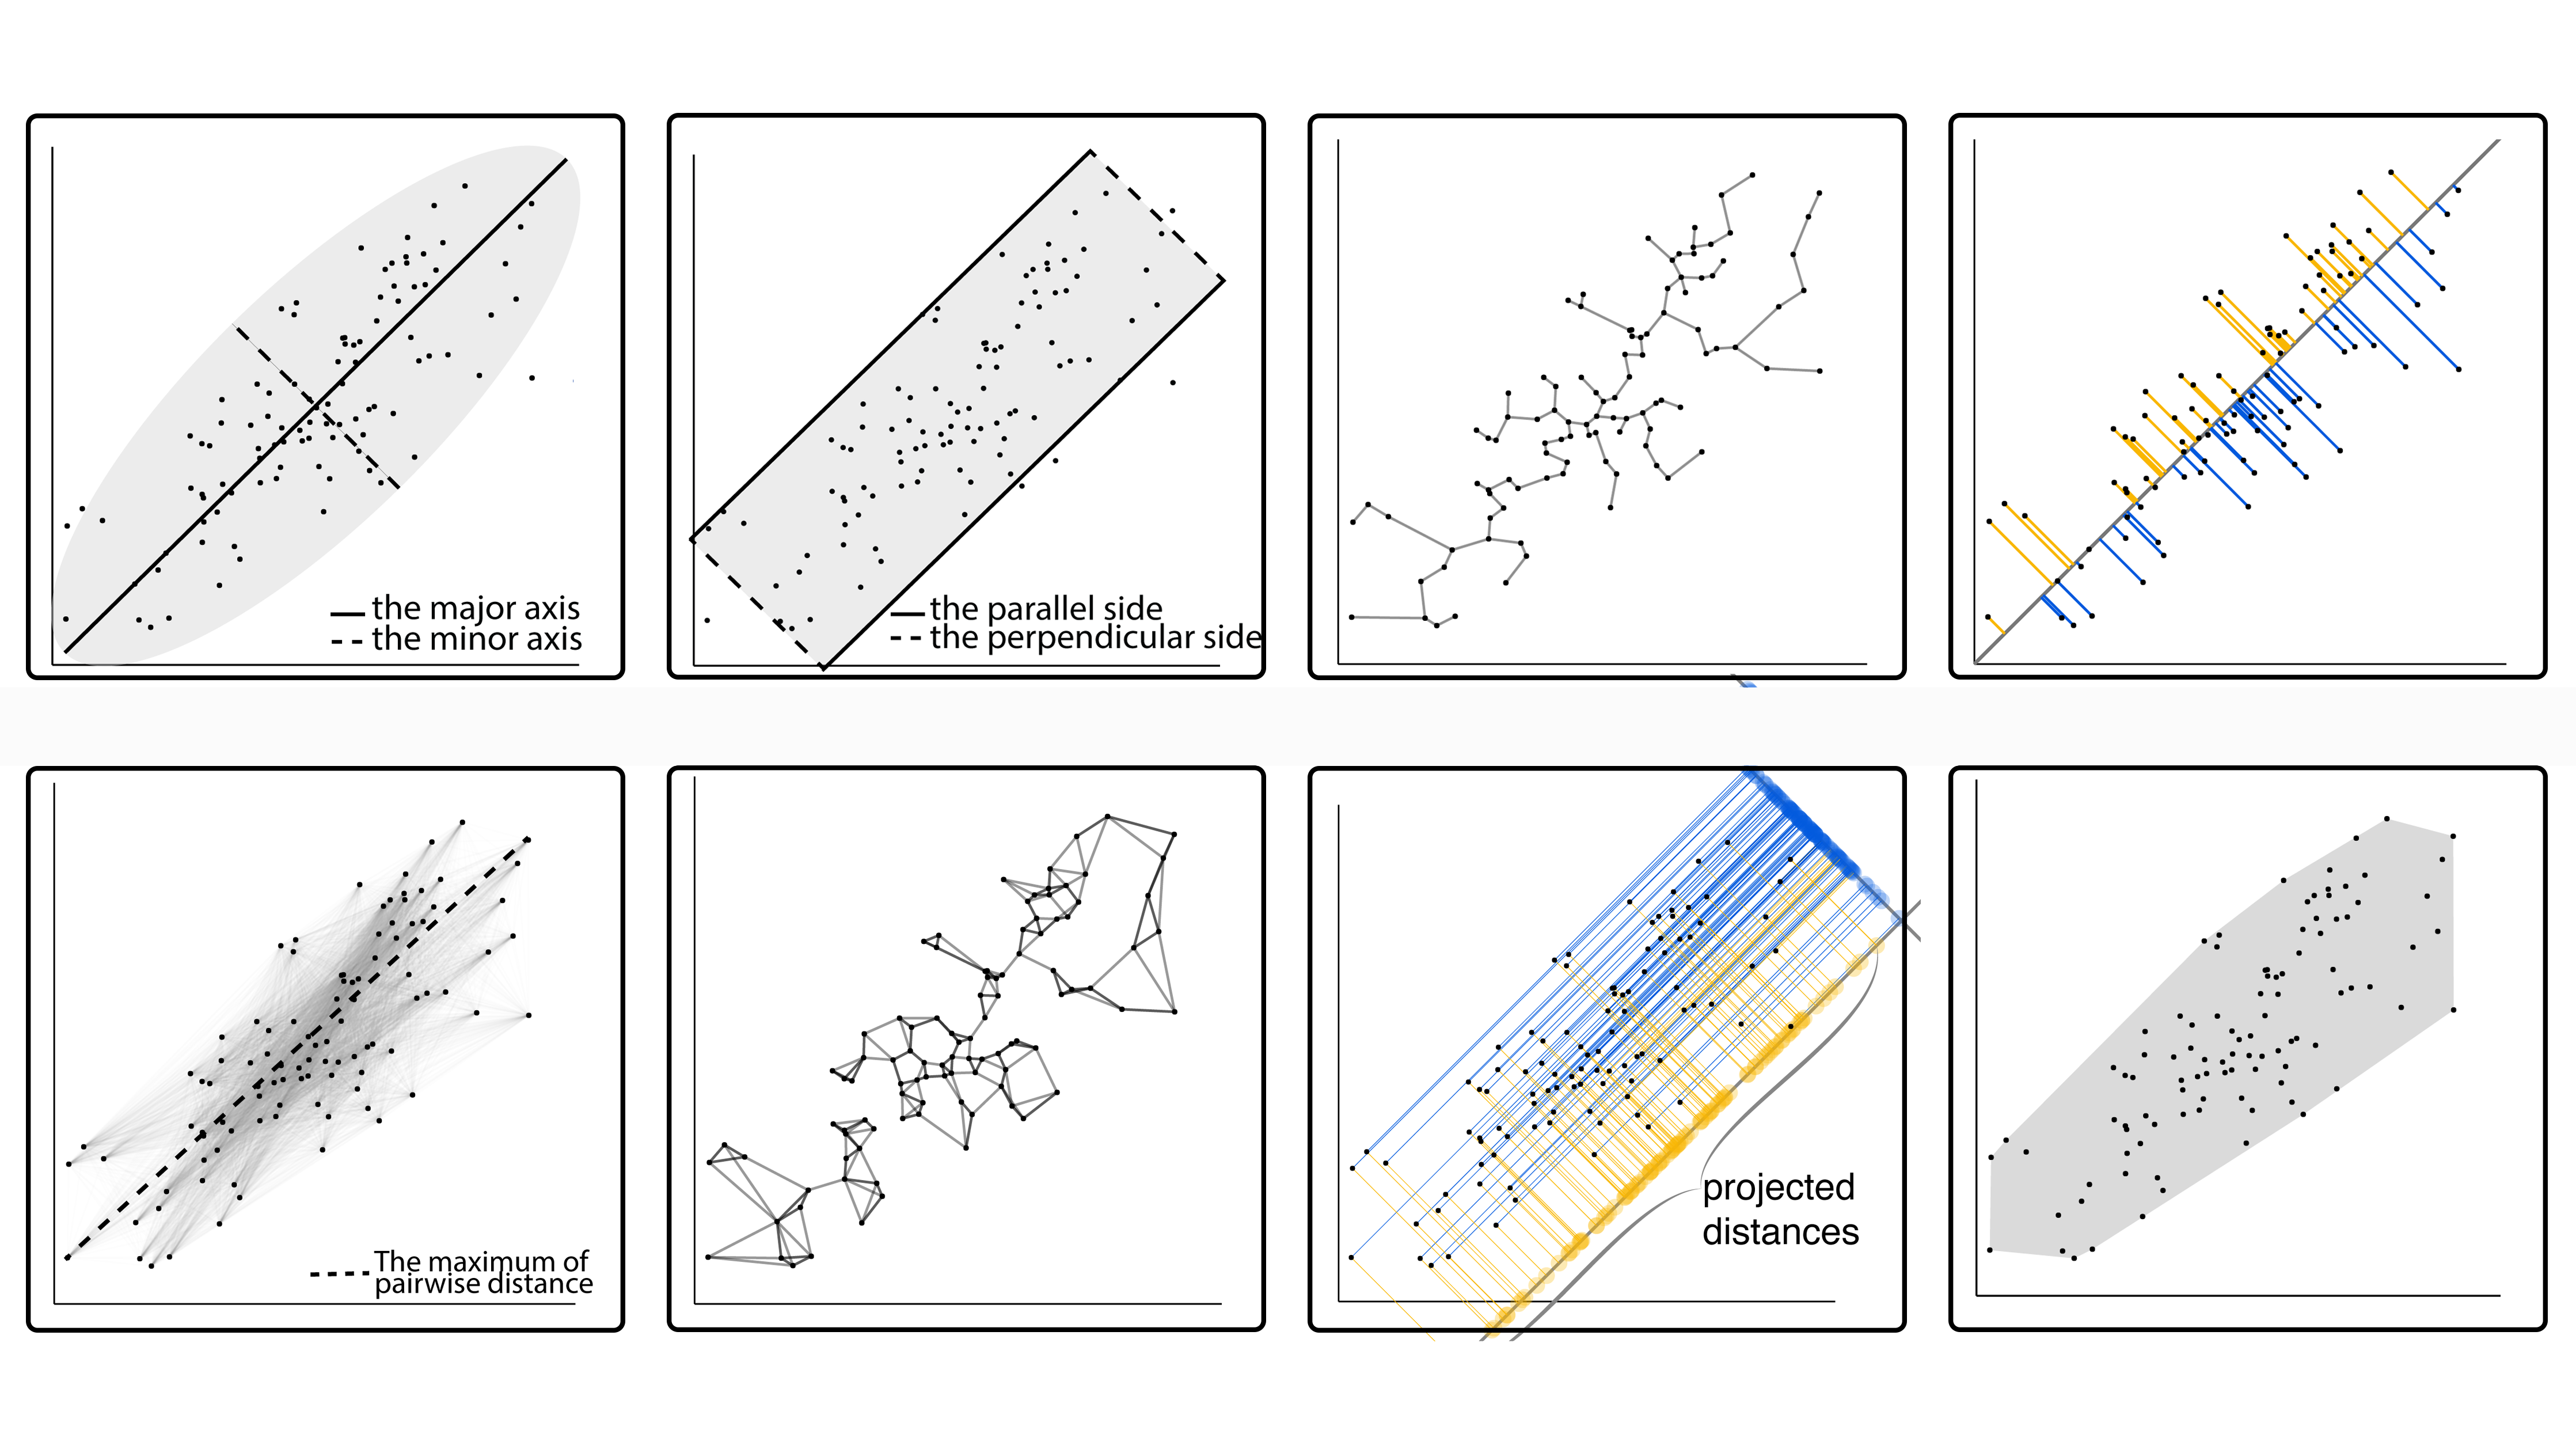 the major axis
the minor axis
the parallel side
the perpendicular side
The maximum of
pairwise distance
projected
distances